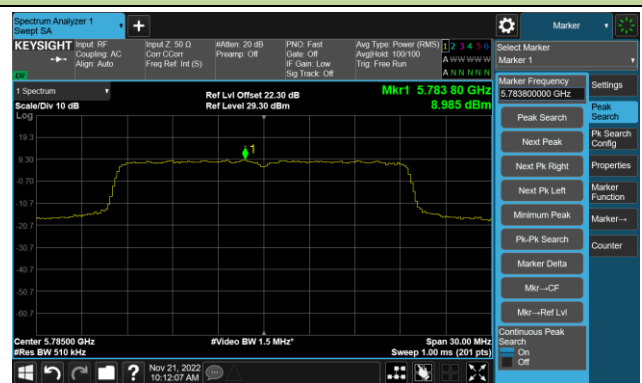 Spectrum Analyzer 1
Swept SA
+
Marker
KEYSIGHT
Input: RF
Coupling: AC
Align: Auto
Input Z: 50 Ω
Corr CCorr
Freq Ref: Int (S)
#Atten: 20 dB
Preamp: Off
PNO: Fast
Gate: Off
IF Gain: Low
Sig Track: Off
Avg Type: Power (RMS)
Avg|Hold: 100/100
Trig: Free Run
1 2 3 4 5 6
A W W W W W
A N N N N N
Select Marker
Marker 1
LW
1 Spectrum
Scale/Div 10 dB
Log
Ref Lvl Offset 22.30 dB
Ref Level 29.30 dBm
Mkr1 5.783 80 GHz
8.985 dBm
19.3
9.30
-0.70
-10.7
-20.7
-30.7
-40.7
-50.7
-60.7
1
Center 5.78500 GHz
#Res BW 510 kHz
#Video BW 1.5 MHz*
Span 30.00 MHz
Sweep 1.00 ms (201 pts)
Marker Frequency
5.783800000 GHz
Peak Search
Next Peak
Next Pk Right
Next Pk Left
Minimum Peak
Pk-Pk Search
Marker Delta
Mkr→CF
Mkr→Ref Lvl
Continuous Peak
Search
On
Off
Settings
Peak
Search
Pk Search
Config
Properties
Marker
Function
Marker→
Counter
?
Nov 21, 2022
10:12:07 AM